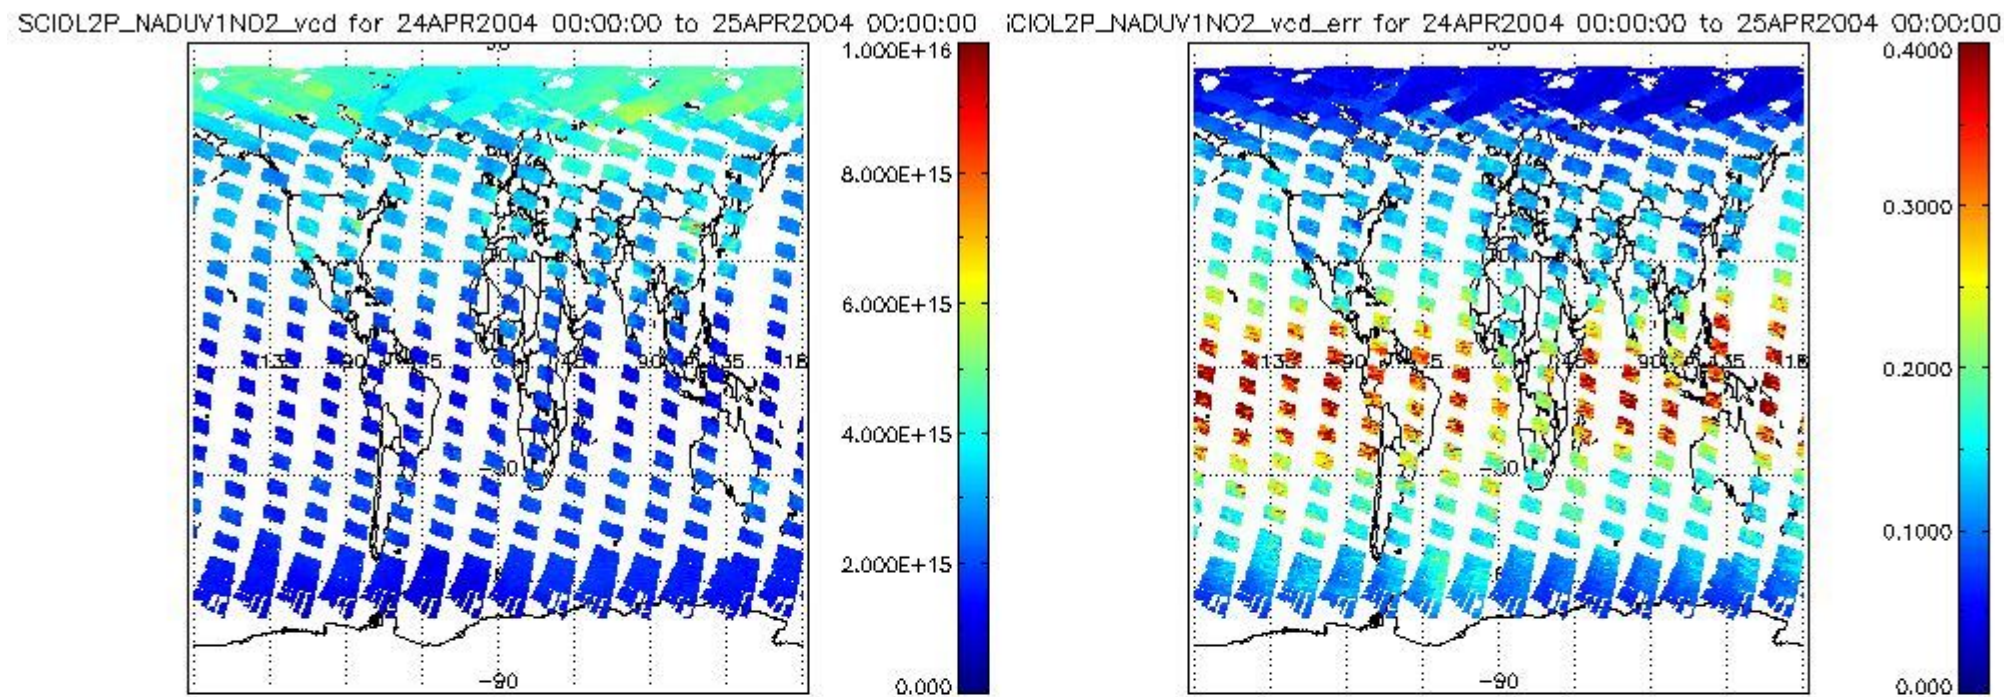 SCIOL2P_NADUV1NO2_vcd for 24APR2004 00:00:00 to 25APR2004 00:00:00
1.000E+16
8.000E+15
6.000E+15
4.000E+15
2.000E+15
0.000
-90
iCIOL2P_NADUV1NO2_vcd_err for 24APR2004 00:00:00 to 25APR2004 00:00:00
0.4000
0.3000
0.2000
0.1000
0.0000
-90